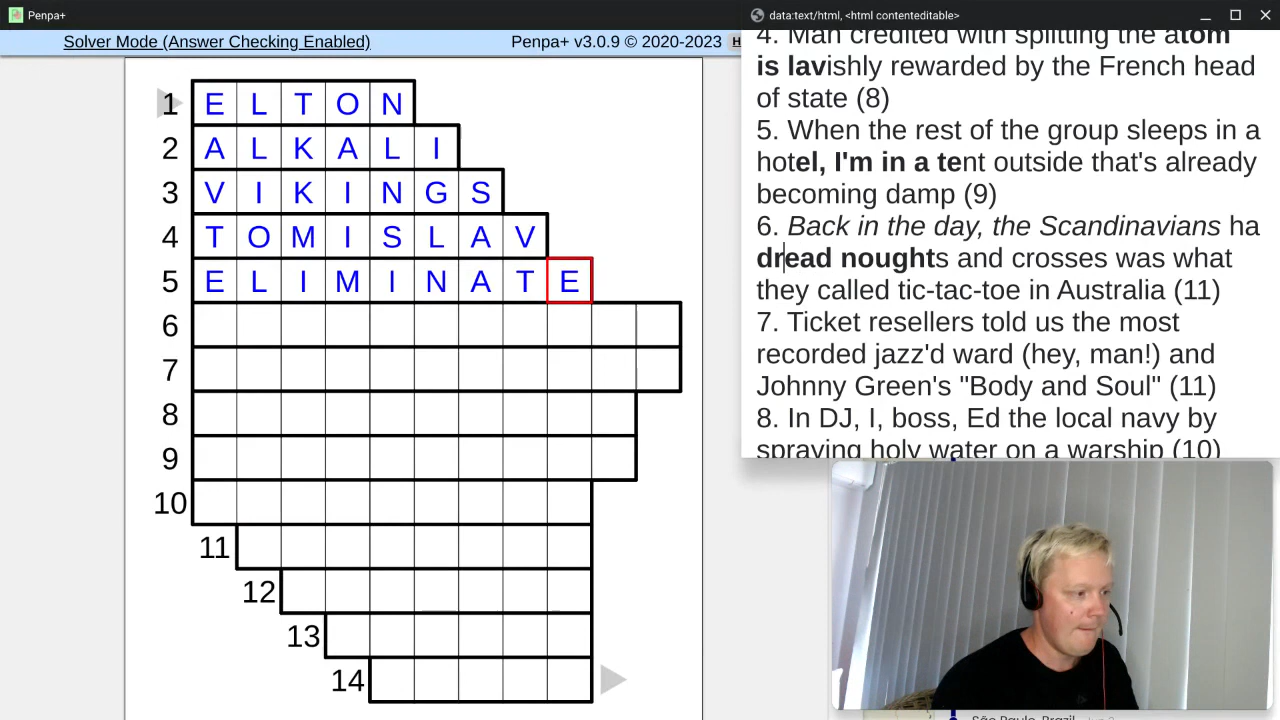 Penpa+
data:text/html, <html contenteditable>
Solver Mode (Answer Checking Enabled)
Penpa+ v3.0.9 © 2020-2023
1 E L T O N
2 A L K A L I
3 V I K I N G S
4 T O M I S L A V
5 E L I M I N A T E
6
7
8
9
10
11
12
13
14
4. Man credited with splitting the atom
is lavishly rewarded by the French head
of state (8)
5. When the rest of the group sleeps in a
hotel, I'm in a tent outside that's already
becoming damp (9)
6. Back in the day, the Scandinavians ha
dread noughts and crosses was what
they called tic-tac-toe in Australia (11)
7. Ticket resellers told us the most
recorded jazz'd ward (hey, man!) and
Johnny Green's "Body and Soul" (11)
8. In DJ, I, boss, Ed the local navy by
spraying holy water on a warship (10)
São Paulo, Brazil